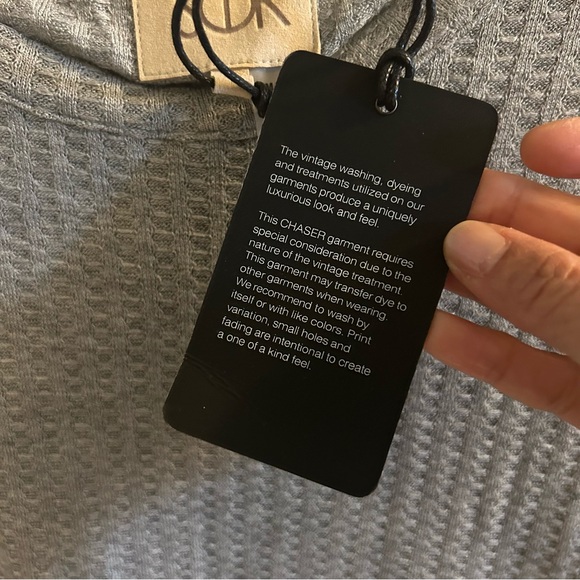 The vintage washing, dyeing
and treatments utilized on our
garments produce a uniquely
luxurious look and feel.
This CHASER garment requires
special consideration due to the
nature of the vintage treatment.
This garment may transfer dye to
other garments when wearing.
We recommend to wash by
itself or with like colors. Print
variation, small holes and
fading are intentional to create
a one of a kind feel.